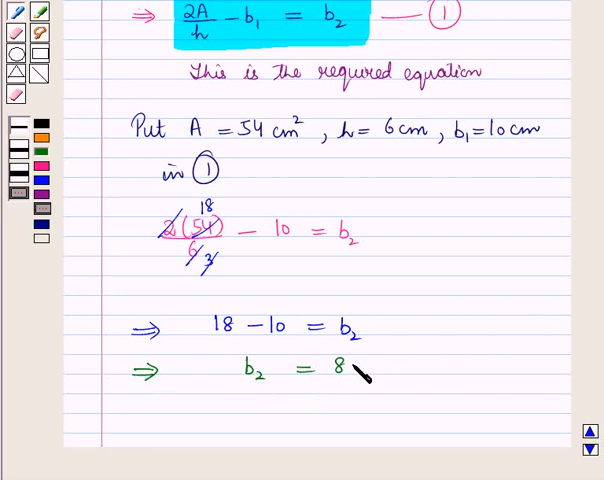 ⇒ 2A/h − b₁ = b₂ —— ①
This is the required equation
Put A = 54 cm², h = 6 cm, b₁ = 10 cm
in ①
2(54)/6 − 10 = b₂ 18 3
⇒ 18 − 10 = b₂
⇒ b₂ = 8